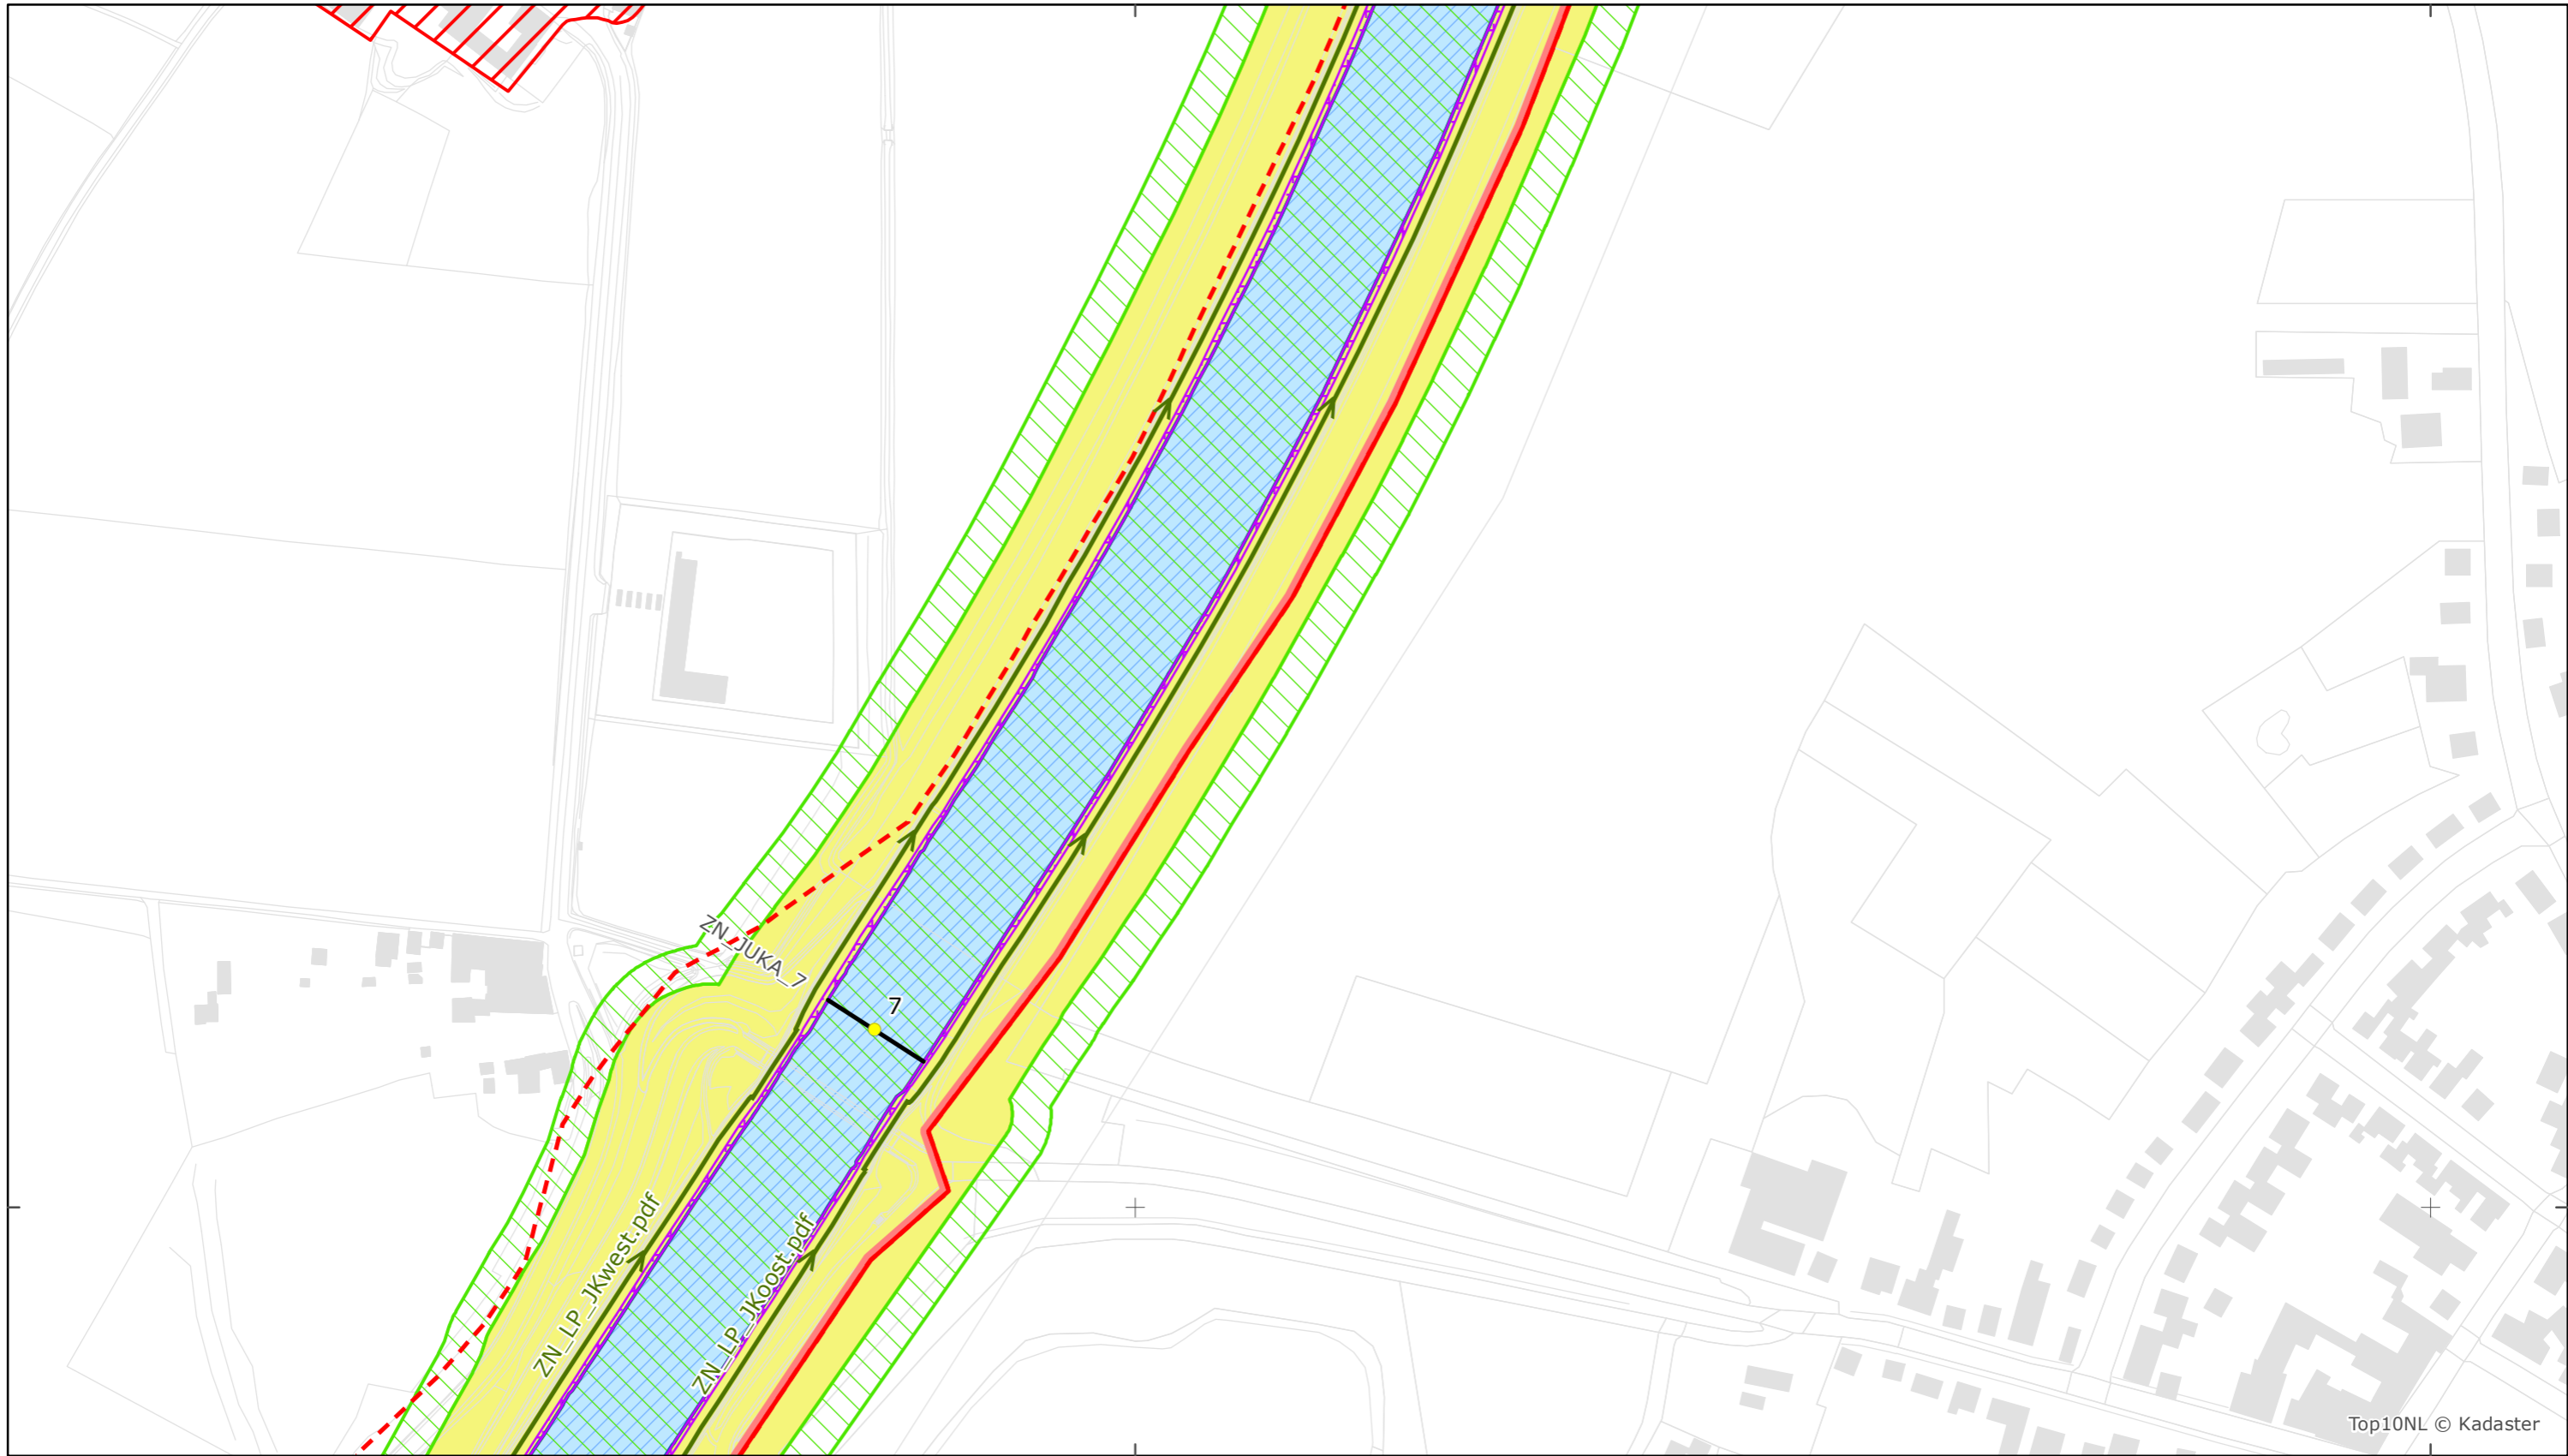 ZN_JUKA_7
7
ZN_LP_JKwest.pdf
ZN_LP_JKoost.pdf
Top10NL © Kadaster